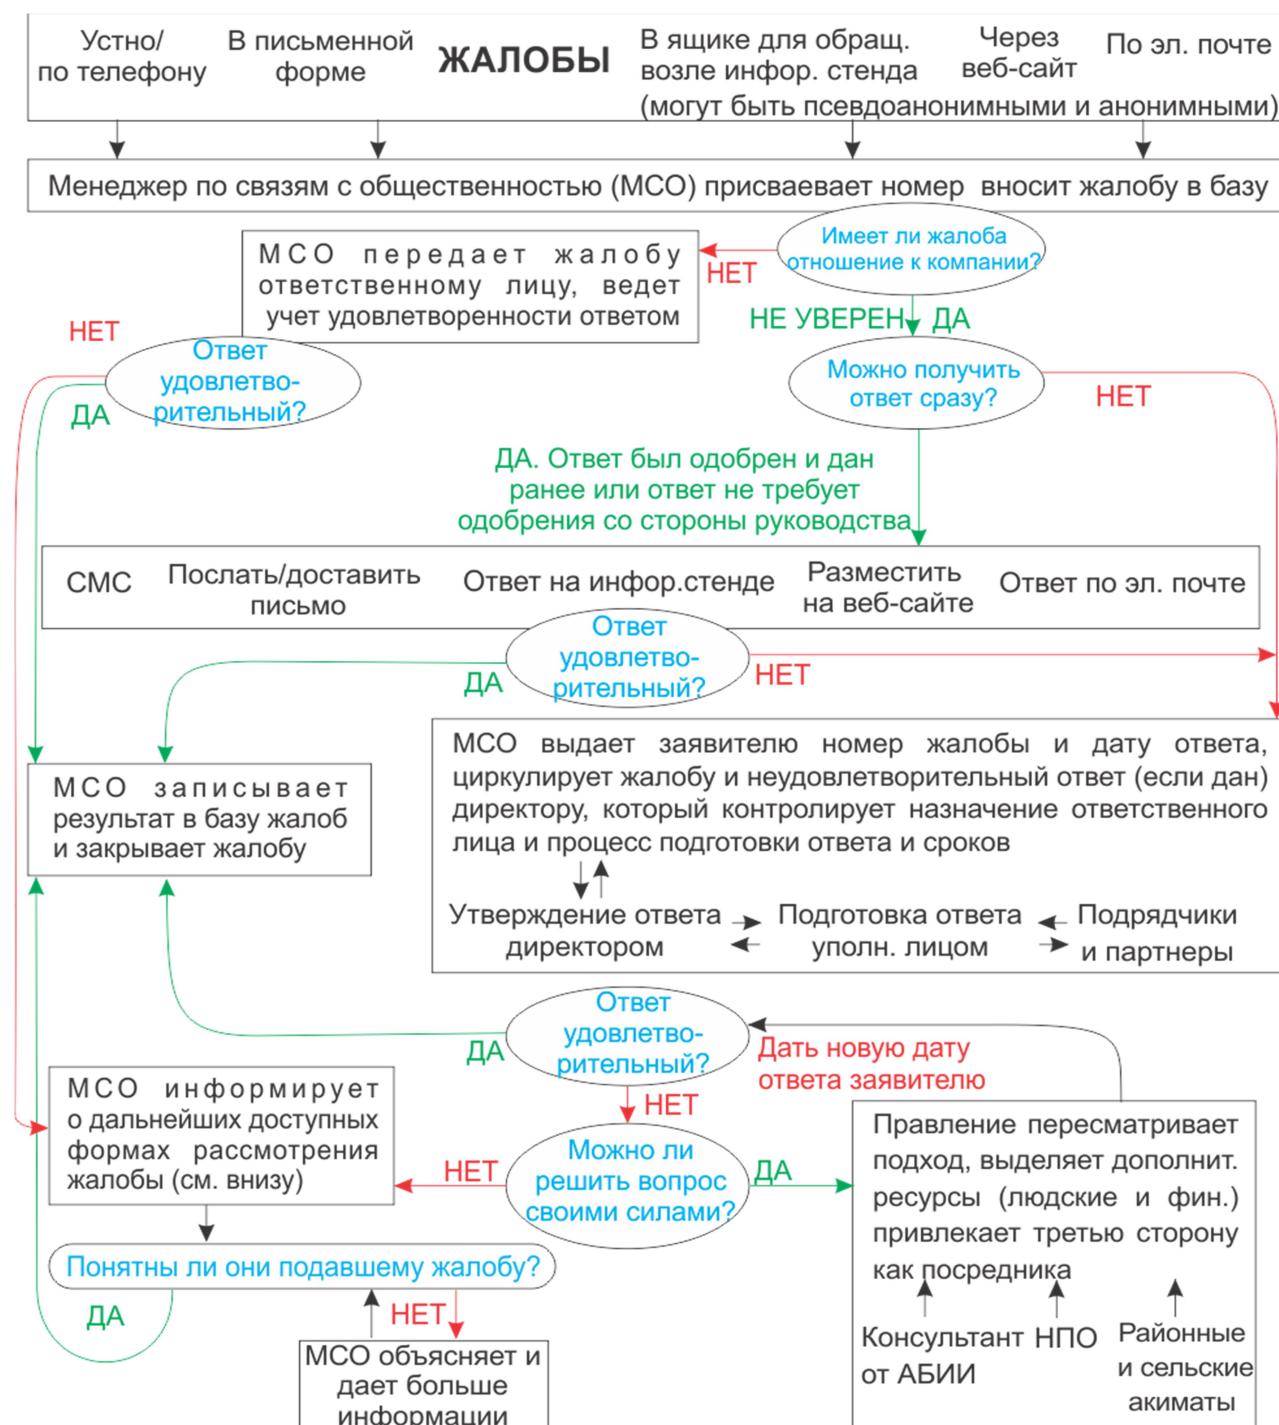 Устно/
по телефону
В письменной
форме
ЖАЛОБЫ
В ящике для обращ.
возле инфор. стенда
(могут быть псевдоанонимными и анонимными)
Через
веб-сайт
По эл. почте
Менеджер по связям с общественностью (МСО) присваевает номер вносит жалобу в базу
Имеет ли жалоба
отношение к компании?
НЕТ
МСО передает жалобу
ответственному лицу, ведет
учет удовлетворенности ответом
НЕ УВЕРЕН
ДА
НЕТ
Ответ
удовлетво-
рительный?
ДА
Можно получить
ответ сразу?
НЕТ
ДА. Ответ был одобрен и дан
ранее или ответ не требует
одобрения со стороны руководства
СМС
Послать/доставить
письмо
Ответ на инфор.стенде
Разместить
на веб-сайте
Ответ по эл. почте
Ответ
удовлетво-
рительный?
ДА
НЕТ
МСО выдает заявителю номер жалобы и дату ответа,
циркулирует жалобу и неудовлетворительный ответ (если дан)
директору, который контролирует назначение ответственного
лица и процесс подготовки ответа и сроков
Утверждение ответа
директором
Подготовка ответа
уполн. лицом
Подрядчики
и партнеры
МСО записывает
результат в базу жалоб
и закрывает жалобу
Ответ
удовлетво-
рительный?
ДА
Дать новую дату
ответа заявителю
НЕТ
МСО информирует
о дальнейших доступных
формах рассмотрения
жалобы (см. внизу)
НЕТ
Можно ли
решить вопрос
своими силами?
ДА
Правление пересматривает
подход, выделяет дополнит.
ресурсы (людские и фин.)
привлекает третью сторону
как посредника
Консультант
от АБИИ
НПО
Районные
и сельские
акиматы
Понятны ли они подавшему жалобу?
ДА
НЕТ
МСО объясняет и
дает больше
информации